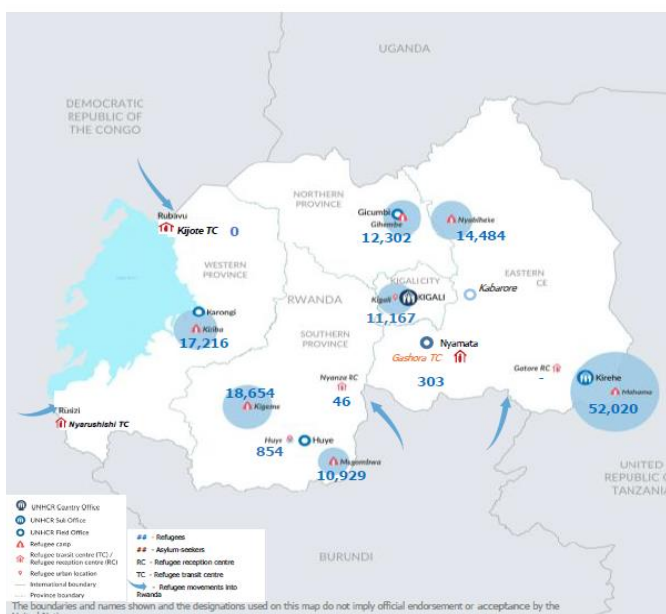 UGANDA
DEMOCRATIC
REPUBLIC OF
THE CONGO
NORTHERN
PROVINCE
Rubavu
Kijote TC 0
Gicumbi
Gihembe
12,302
Nyabiheke
14,484
WESTERN
PROVINCE
KIGALI CITY
Kigali
KIGALI
11,167
Kabarore
EASTERN
CE
RWANDA
Karongi
Kiziba
17,216
SOUTHERN
PROVINCE
Nyamata
Gashora TC
303
Nyanza RC
46
Gatore RC
-
Kirehe
Mahama
52,020
18,654
Kigeme
Rusizi
Nyarushishi TC
Huye
854
Huye
Mugombwa
10,929
UNITED
REPUBLIC O
TANZANIA
BURUNDI
UNHCR Country Office
UNHCR Sub Office
UNHCR Field Office
Refugee camp
Refugee transit centre (TC) /
Refugee reception centre (RC)
Refugee urban location
International boundary
Province boundary
## - Refugees
## - Asylum-seekers
RC - Refugee reception centre
TC - Refugee transit centre
- Refugee movements into
Rwanda
The boundaries and names shown and the designations used on this map do not imply official endorsement or acceptance by the